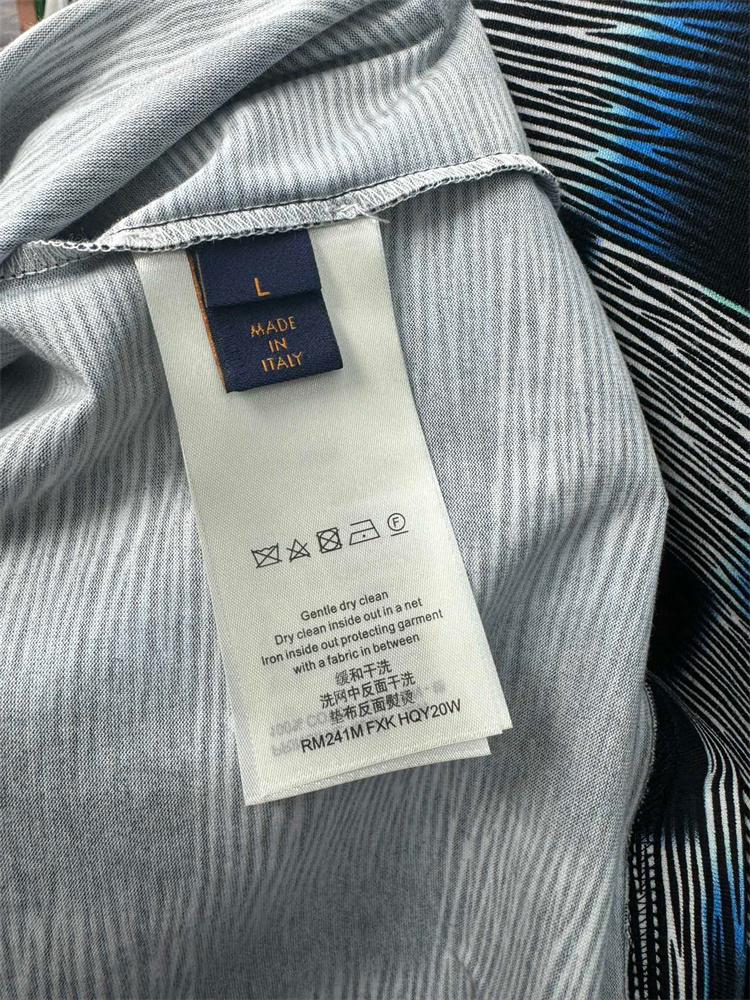 L
MADE
IN
ITALY
F
Gentle dry clean
Dry clean inside out in a net
Iron inside out protecting garment
with a fabric in between
缓和干洗
洗网中反面干洗
垫布反面熨烫
RM241M FXK HQY20W